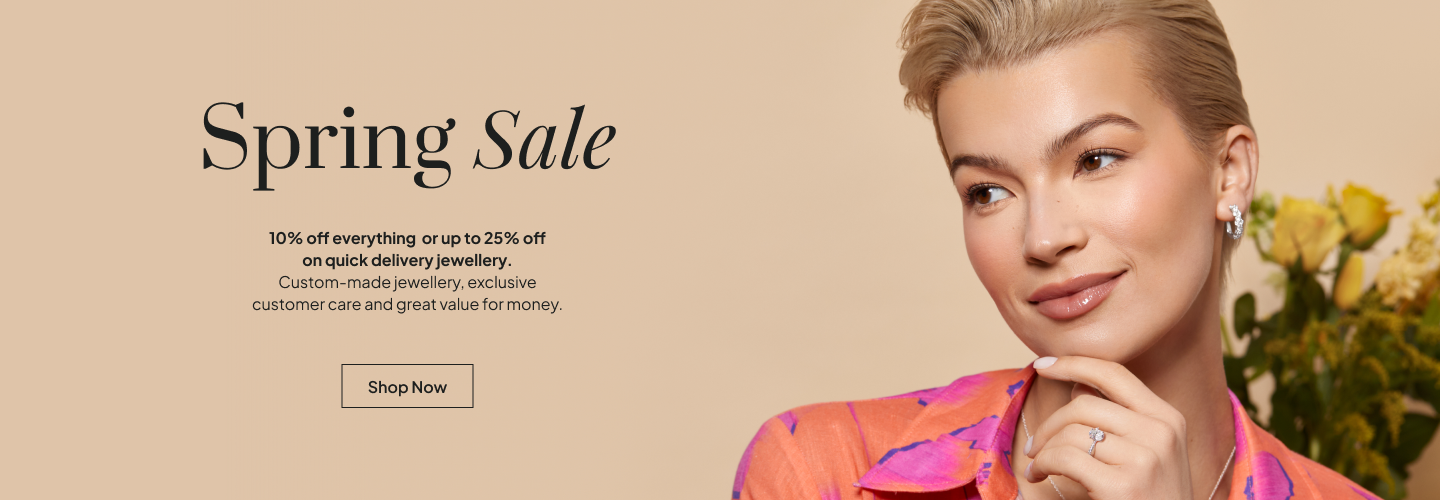 Spring Sale
10% off everything or up to 25% off
on quick delivery jewellery.
Custom-made jewellery, exclusive
customer care and great value for money.
Shop Now